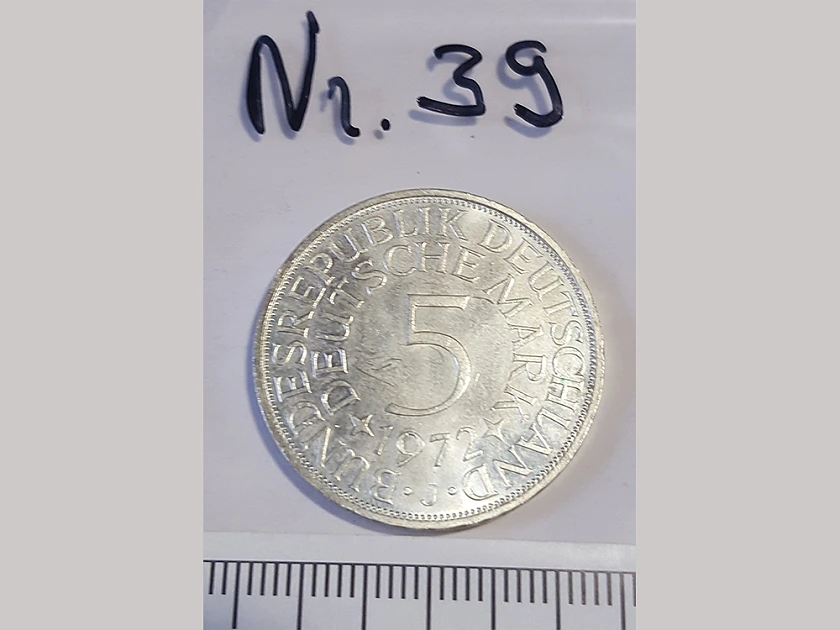 Nr. 39
BUNDESREPUBLIK DEUTSCHLAND
DEUTSCHE MARK
5
1972
J